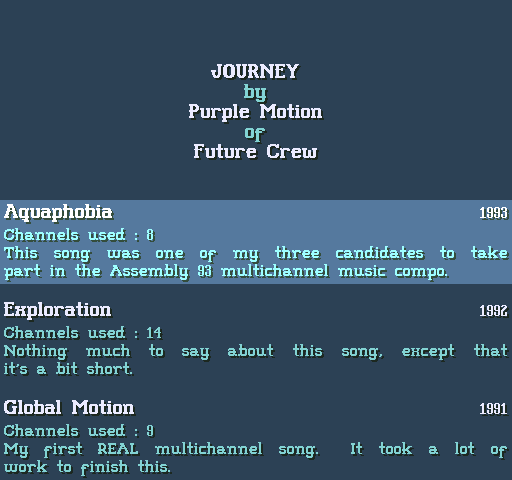 JOURNEY
by
Purple Motion
of
Future Crew
Aquaphobia 1993
Channels used : 8
This song was one of my three candidates to take
part in the Assembly 93 multichannel music compo.
Exploration 1992
Channels used : 14
Nothing much to say about this song, except that
it's a bit short.
Global Motion 1991
Channels used : 9
My first REAL multichannel song. It took a lot of
work to finish this.